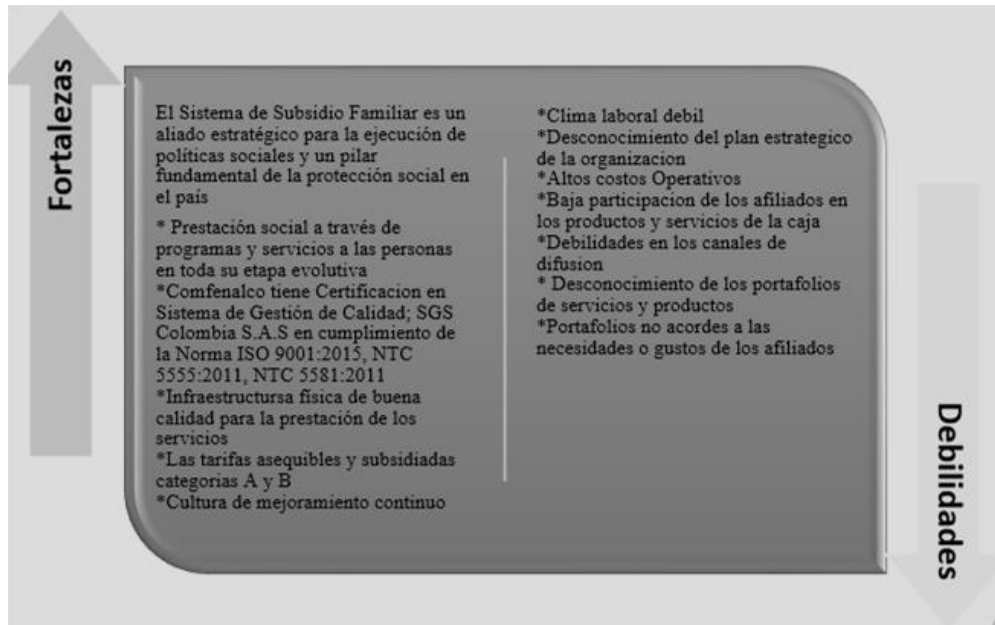 Fortalezas
El Sistema de Subsidio Familiar es un
aliado estratégico para la ejecución de
políticas sociales y un pilar
fundamental de la protección social en
el país
* Prestación social a través de
programas y servicios a las personas
en toda su etapa evolutiva
*Comfenalco tiene Certificacion en
Sistema de Gestión de Calidad; SGS
Colombia S.A.S en cumplimiento de
la Norma ISO 9001:2015, NTC
5555:2011, NTC 5581:2011
*Infraestructursa física de buena
calidad para la prestación de los
servicios
*Las tarifas asequibles y subsidiadas
categorias A y B
*Cultura de mejoramiento continuo
*Clima laboral debil
*Desconocimiento del plan estrategico
de la organizacion
*Altos costos Operativos
*Baja participacion de los afiliados en
los productos y servicios de la caja
*Debilidades en los canales de
difusion
* Desconocimiento de los portafolios
de servicios y productos
*Portafolios no acordes a las
necesidades o gustos de los afiliados
Debilidades